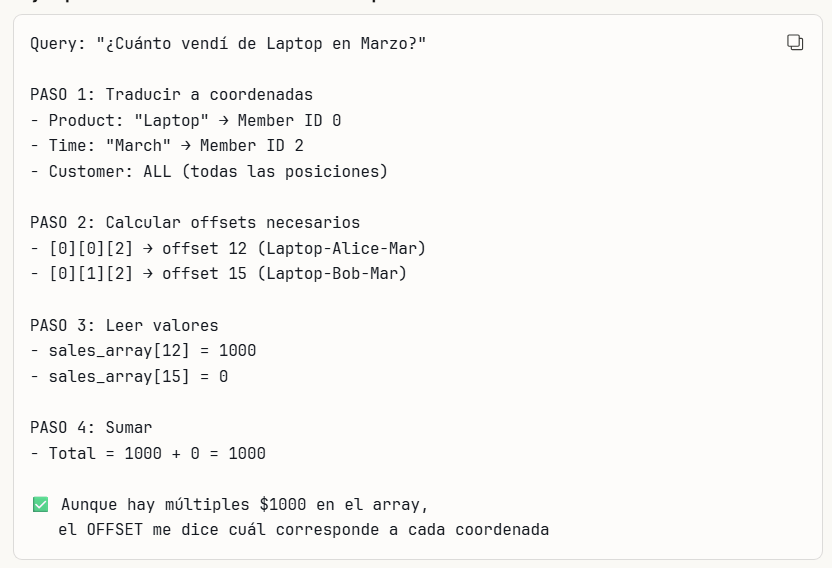 Query: "¿Cuánto vendí de Laptop en Marzo?"
PASO 1: Traducir a coordenadas
- Product: "Laptop" → Member ID 0
- Time: "March" → Member ID 2
- Customer: ALL (todas las posiciones)
PASO 2: Calcular offsets necesarios
- [0][0][2] → offset 12 (Laptop-Alice-Mar)
- [0][1][2] → offset 15 (Laptop-Bob-Mar)
PASO 3: Leer valores
- sales_array[12] = 1000
- sales_array[15] = 0
PASO 4: Sumar
- Total = 1000 + 0 = 1000
✅ Aunque hay múltiples $1000 en el array,
el OFFSET me dice cuál corresponde a cada coordenada